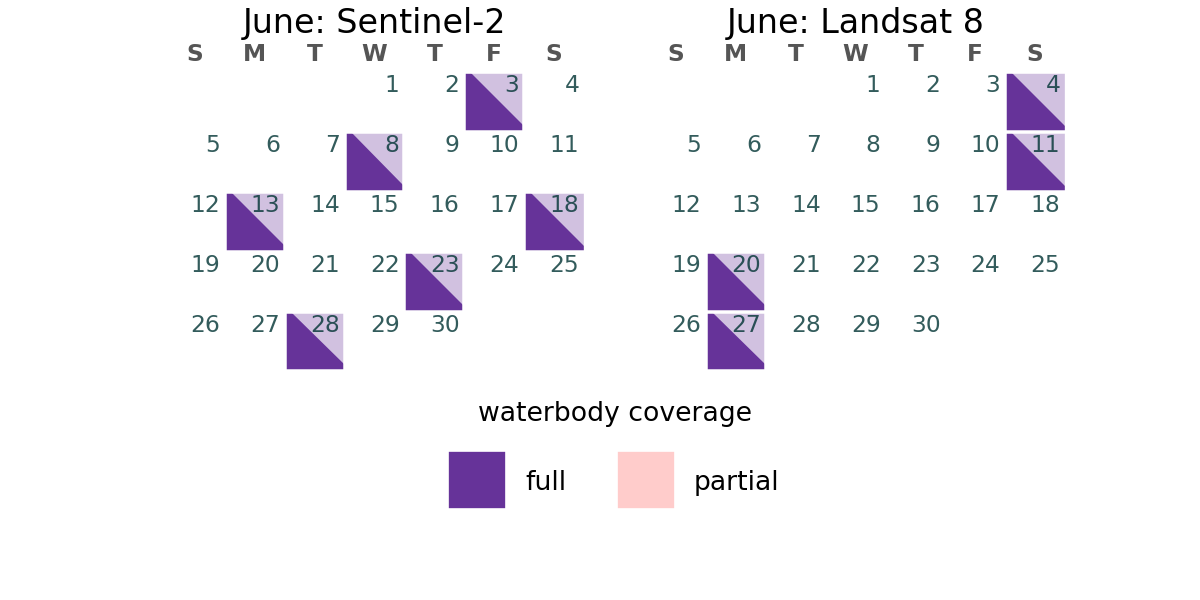 June: Sentinel-2
S M T W T F S
1 2 3 4
5 6 7 8 9 10 11
12 13 14 15 16 17 18
19 20 21 22 23 24 25
26 27 28 29 30
June: Landsat 8
S M T W T F S
1 2 3 4
5 6 7 8 9 10 11
12 13 14 15 16 17 18
19 20 21 22 23 24 25
26 27 28 29 30
waterbody coverage
full partial